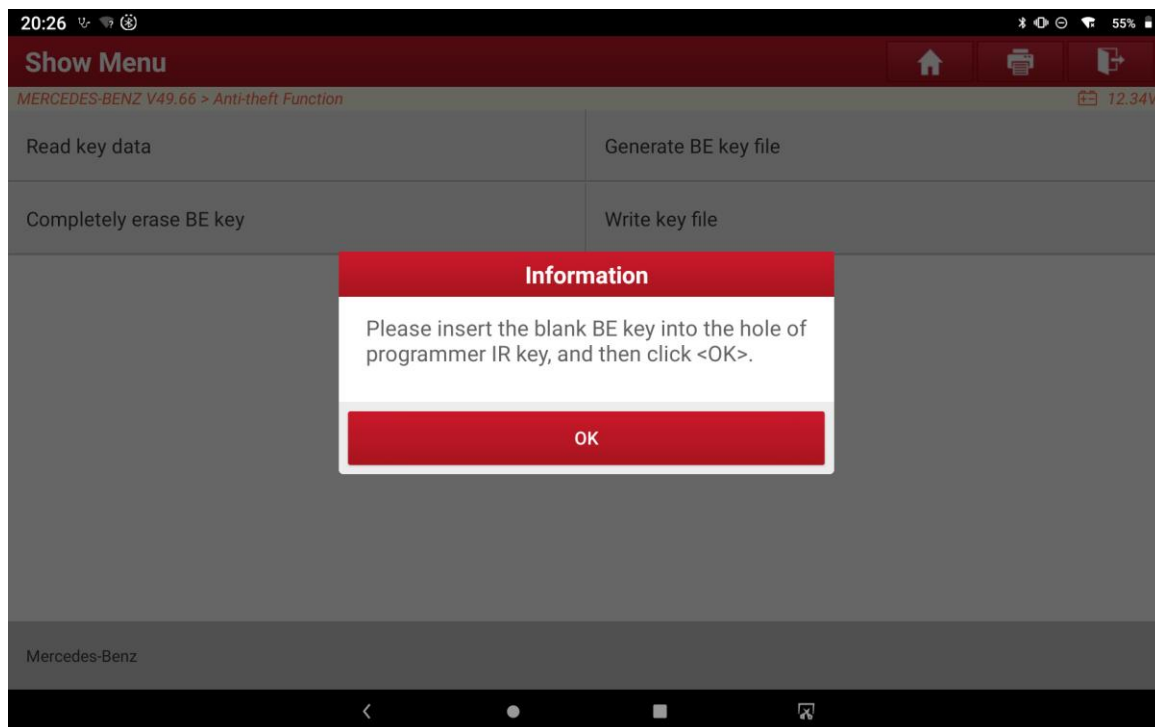 20:26
55%
Show Menu
MERCEDES-BENZ V49.66 > Anti-theft Function
12.34V
Read key data
Generate BE key file
Completely erase BE key
Write key file
Information
Please insert the blank BE key into the hole of
programmer IR key, and then click <OK>.
OK
Mercedes-Benz